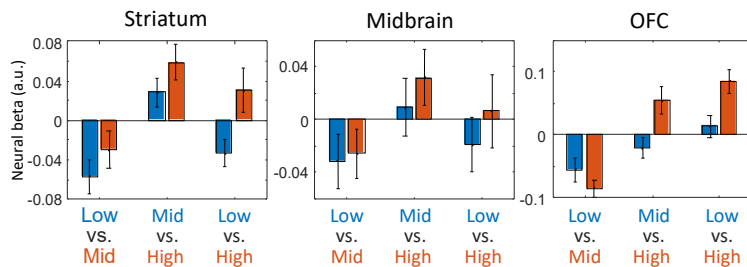 Striatum
Midbrain
OFC
Neural beta (a.u.)
0.08
0.04
0
-0.04
-0.08
0.04
0
-0.04
0.1
0
-0.1
Low
vs.
Mid
Mid
vs.
High
Low
vs.
High
Low
vs.
Mid
Mid
vs.
High
Low
vs.
High
Low
vs.
Mid
Mid
vs.
High
Low
vs.
High